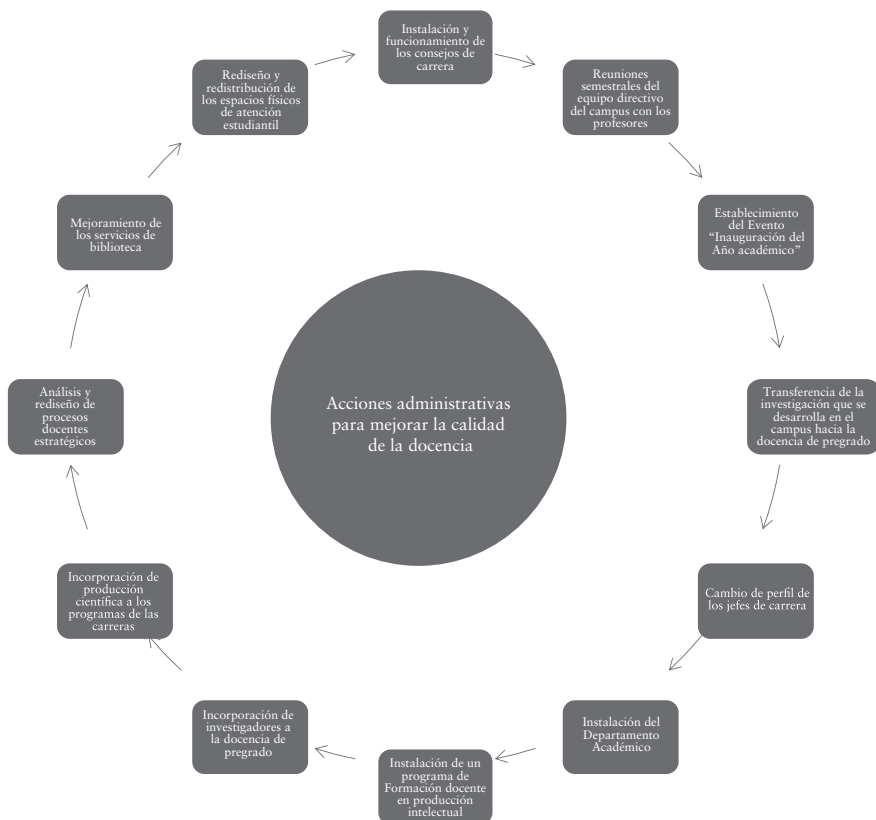 Instalación y
funcionamiento de
los consejos de
carrera
Reuniones
semestrales del
equipo directivo
del campus con los
profesores
Establecimiento
del Evento
“Inauguración del
Año académico”
Transferencia de la
investigación que se
desarrolla en el
campus hacia la
docencia de pregrado
Cambio de perfil de
los jefes de carrera
Instalación del
Departamento
Académico
Instalación de un
programa de
Formación docente
en producción
intelectual
Incorporación de
investigadores a
la docencia de
pregrado
Incorporación de
producción
científica a los
programas de las
carreras
Análisis y
rediseño de
procesos
docentes
estratégicos
Mejoramiento de
los servicios de
biblioteca
Rediseño y
redistribución de
los espacios físicos
de atención
estudiantil
Acciones administrativas
para mejorar la calidad
de la docencia